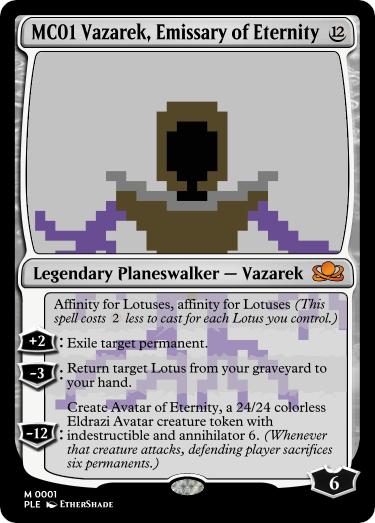 MC01 Vazarek, Emissary of Eternity 12
Legendary Planeswalker — Vazarek
Affinity for Lotuses, affinity for Lotuses (This
spell costs 2 less to cast for each Lotus you control.)
+2 : Exile target permanent.
-3 : Return target Lotus from your graveyard to
your hand.
Create Avatar of Eternity, a 24/24 colorless
Eldrazi Avatar creature token with
-12 : indestructible and annihilator 6. (Whenever
that creature attacks, defending player sacrifices
six permanents.)
6
M 0001
PLE EtherShade